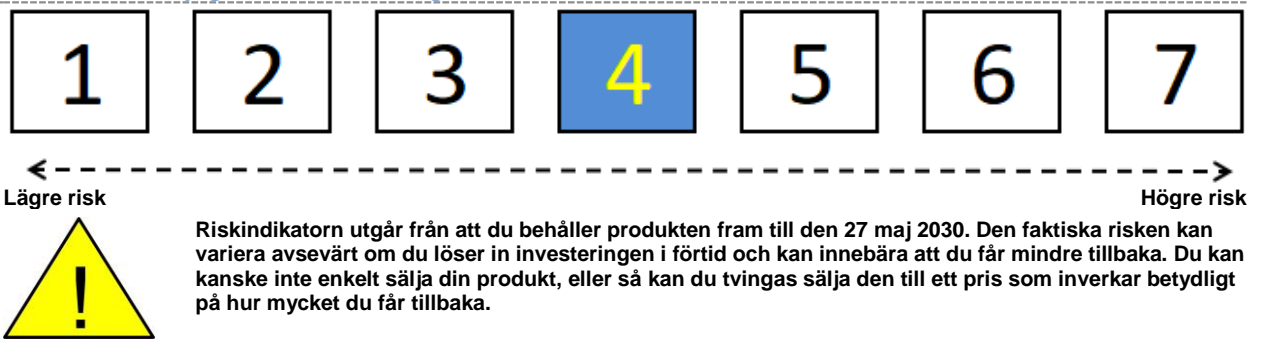 1 2 3 4 5 6 7
Lägre risk Högre risk
!
Riskindikatorn utgår från att du behåller produkten fram till den 27 maj 2030. Den faktiska risken kan
variera avsevärt om du löser in investeringen i förtid och kan innebära att du får mindre tillbaka. Du kan
kanske inte enkelt sälja din produkt, eller så kan du tvingas sälja den till ett pris som inverkar betydligt
på hur mycket du får tillbaka.